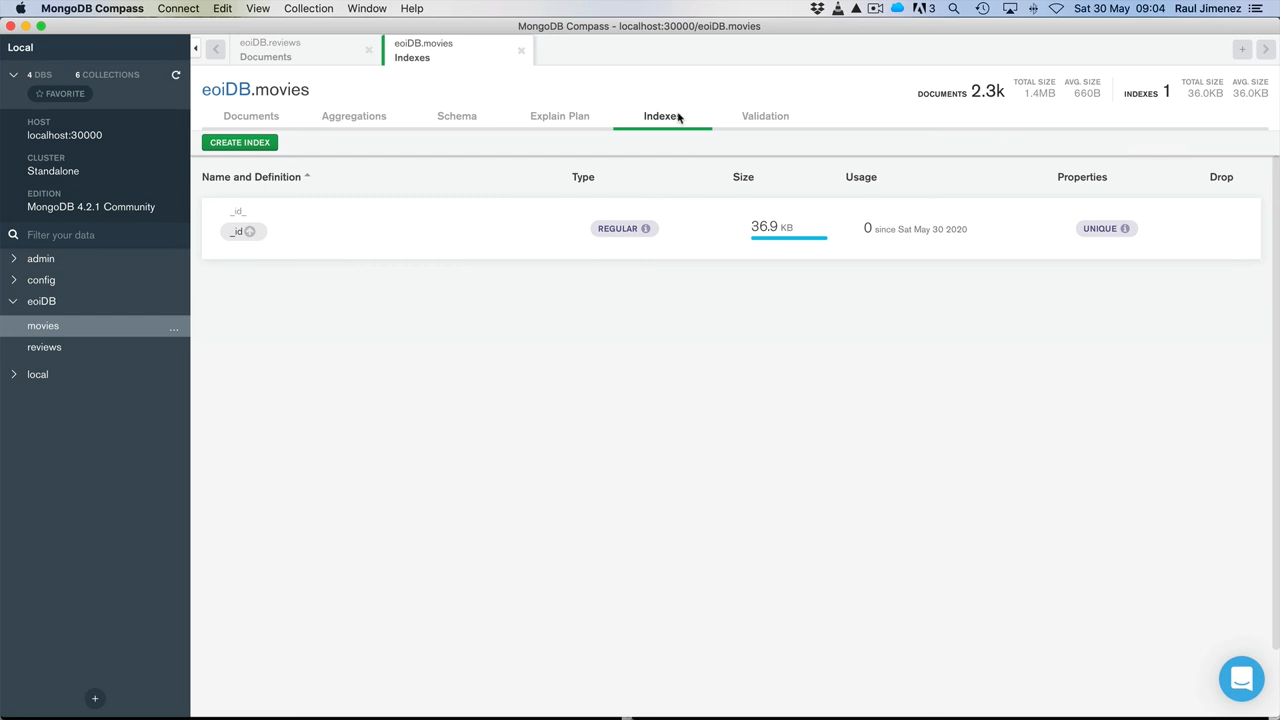 MongoDB Compass Connect Edit View Collection Window Help 3 Sat 30 May 09:04 Raul Jimenez
MongoDB Compass - localhost:30000/eoiDB.movies
Local
4 DBS 6 COLLECTIONS
FAVORITE
HOST
localhost:30000
CLUSTER
Standalone
EDITION
MongoDB 4.2.1 Community
Filter your data
admin
config
eoiDB
movies ...
reviews
local
eoiDB.reviews
Documents
eoiDB.movies
Indexes
eoiDB.movies
DOCUMENTS 2.3k
TOTAL SIZE
1.4MB
AVG. SIZE
660B
INDEXES 1
TOTAL SIZE
36.0KB
AVG. SIZE
36.0KB
Documents Aggregations Schema Explain Plan Indexes Validation
CREATE INDEX
Name and Definition Type Size Usage Properties Drop
_id_
_id REGULAR 36.9 KB 0 since Sat May 30 2020 UNIQUE